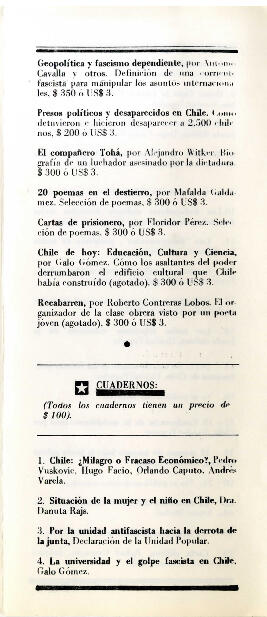 Geopolítica y fascismo dependiente, por Antonio
Cavalla y otros. Definición de una corriente
fascista para manipular los asuntos internaciona
les. $ 350 ó US$ 3.
Presos políticos y desaparecidos en Chile. Cómo
detuvieron e hicieron desaparecer a 2.500 chile
nos, $ 200 ó US$ 3.
El compañero Tohá, por Alejandro Witker. Bio
grafía de un luchador asesinado por la dictadura.
$ 300 ó US$ 3.
20 poemas en el destierro, por Mafalda Galda-
mez. Selección de poemas. $ 300 ó US$ 3.
Cartas de prisionero, por Floridor Pérez. Selec-
ción de poemas. $ 300 ó US$ 3.
Chile de hoy: Educación, Cultura y Ciencia,
por Galo Gómez. Cómo los asaltantes del poder
derrumbaron el edificio cultural que Chile
había construído (agotado). $ 300 ó US$ 3.
Recabarren, por Roberto Contreras Lobos. El or-
ganizador de la clase obrera visto por un poeta
jóven (agotado). $ 300 ó US$ 3.
CUADERNOS:
(Todos los cuadernos tienen un precio de
$ 100).
1. Chile: ¿Milagro o Fracaso Económico?, Pedro
Vuskovic, Hugo Facio, Orlando Caputo, Andrés
Varela.
2. Situación de la mujer y el niño en Chile, Dra.
Danuta Rajs.
3. Por la unidad antifascista hacia la derrota de
la junta, Declaración de la Unidad Popular.
4. La universidad y el golpe fascista en Chile,
Galo Gómez.